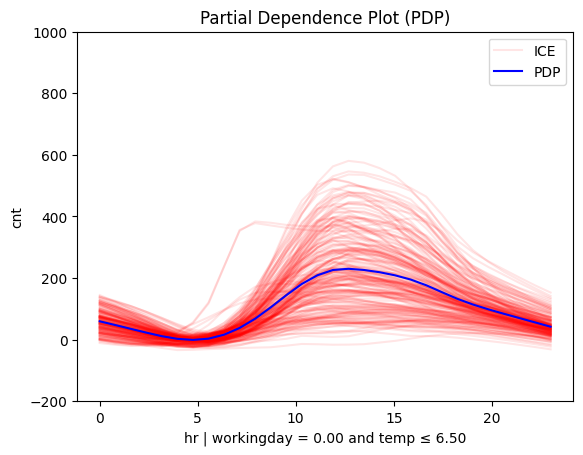 Partial Dependence Plot (PDP)
1000
800
600
400
200
0
−200
cnt
ICE
PDP
0
5
10
15
20
hr | workingday = 0.00 and temp ≤ 6.50